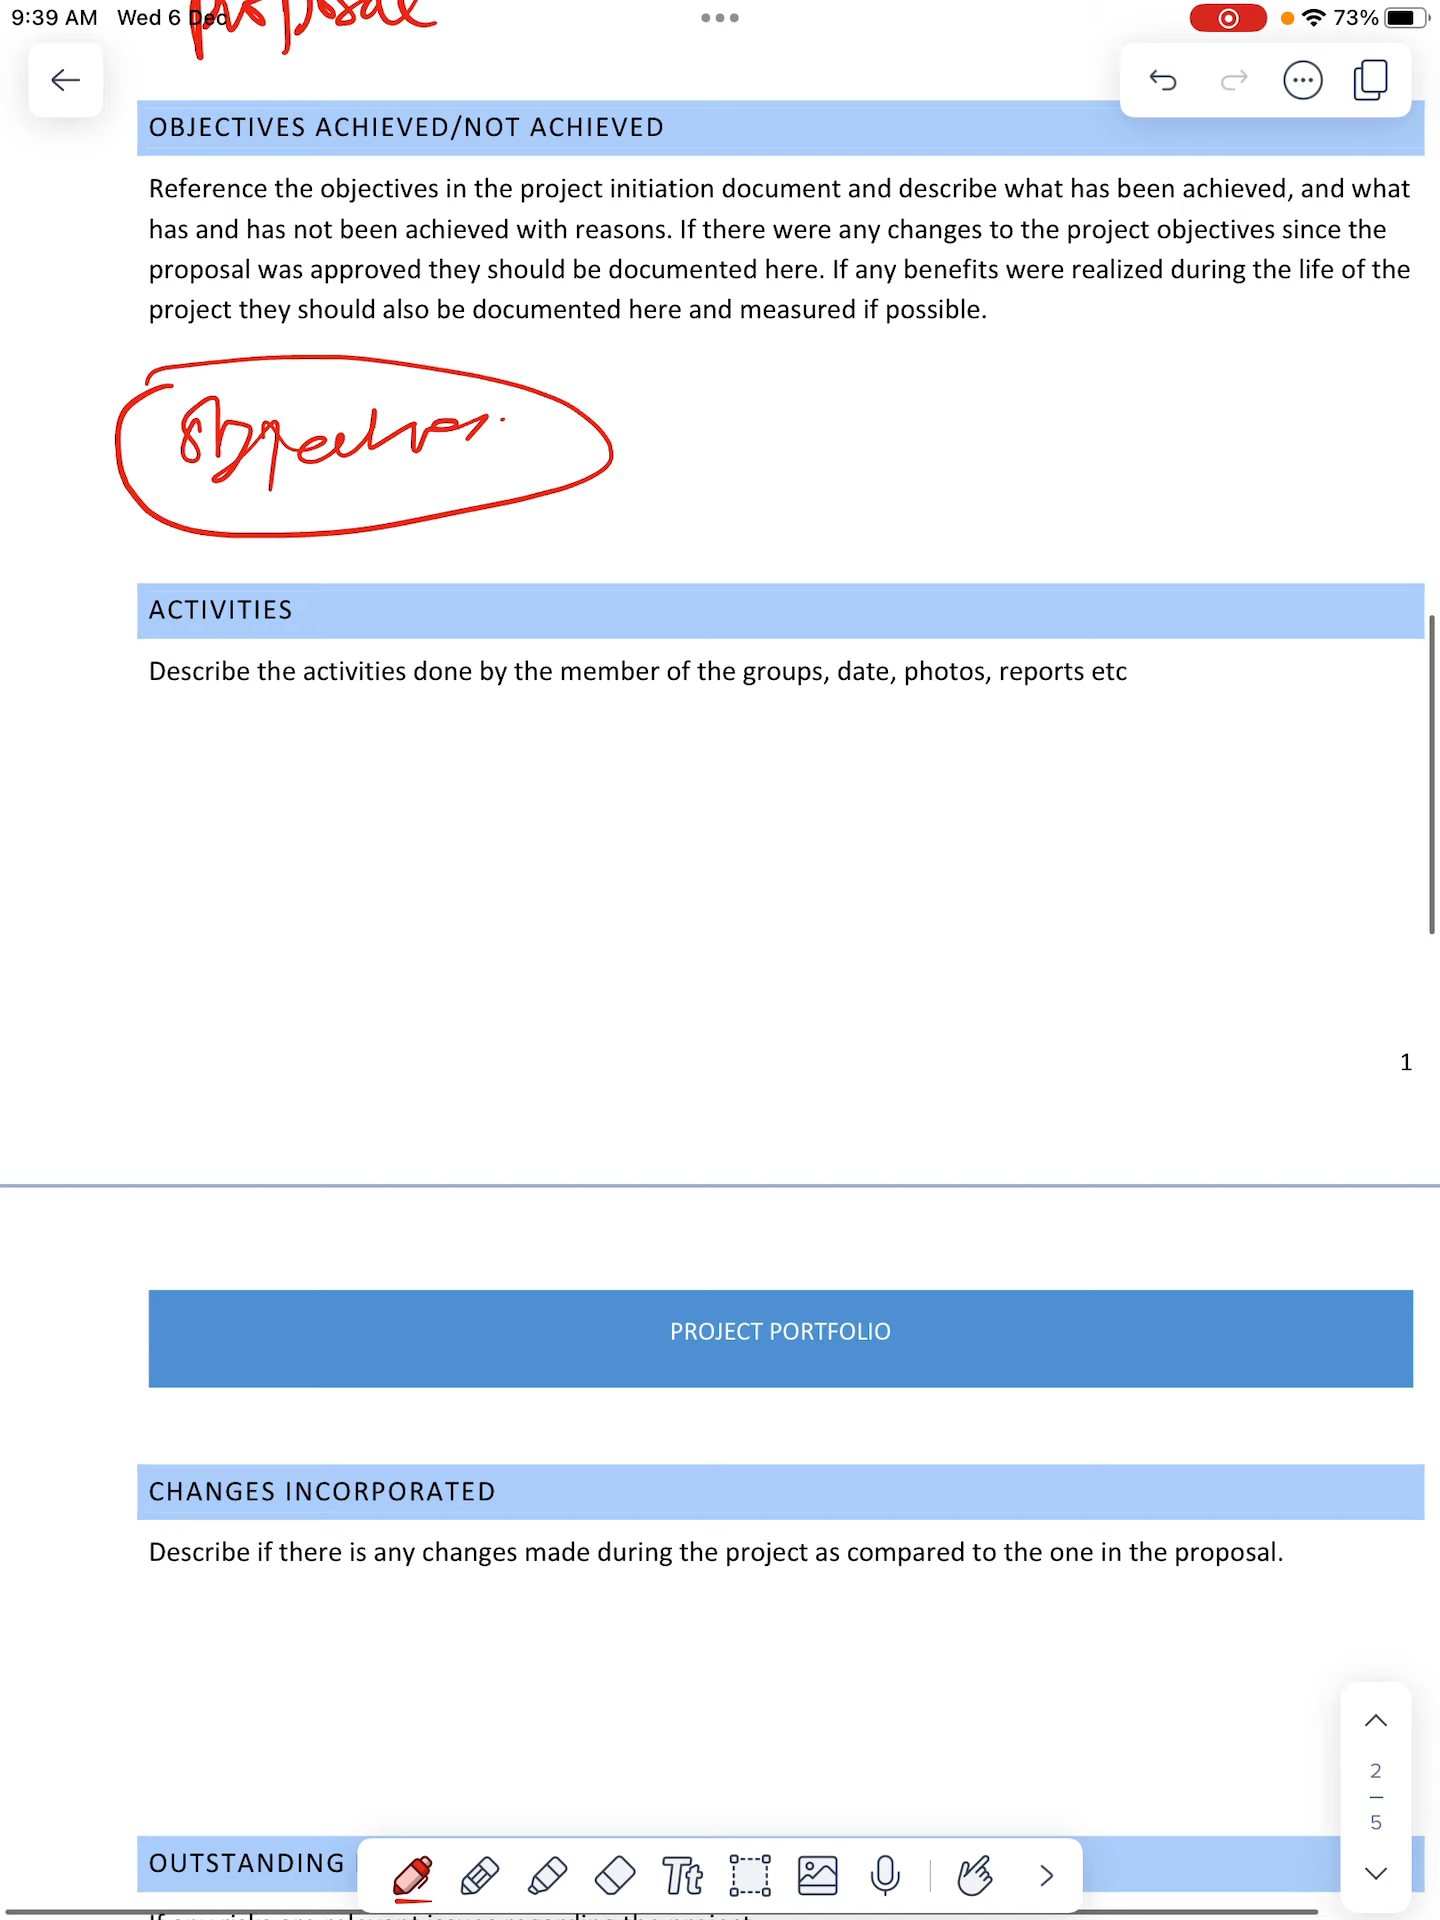 9:39 AM Wed 6 Dec
73%
proposal
OBJECTIVES ACHIEVED/NOT ACHIEVED
Reference the objectives in the project initiation document and describe what has been achieved, and what
has and has not been achieved with reasons. If there were any changes to the project objectives since the
proposal was approved they should be documented here. If any benefits were realized during the life of the
project they should also be documented here and measured if possible.
Objectives.
ACTIVITIES
Describe the activities done by the member of the groups, date, photos, reports etc
1
PROJECT PORTFOLIO
CHANGES INCORPORATED
Describe if there is any changes made during the project as compared to the one in the proposal.
2
5
OUTSTANDING
Tt